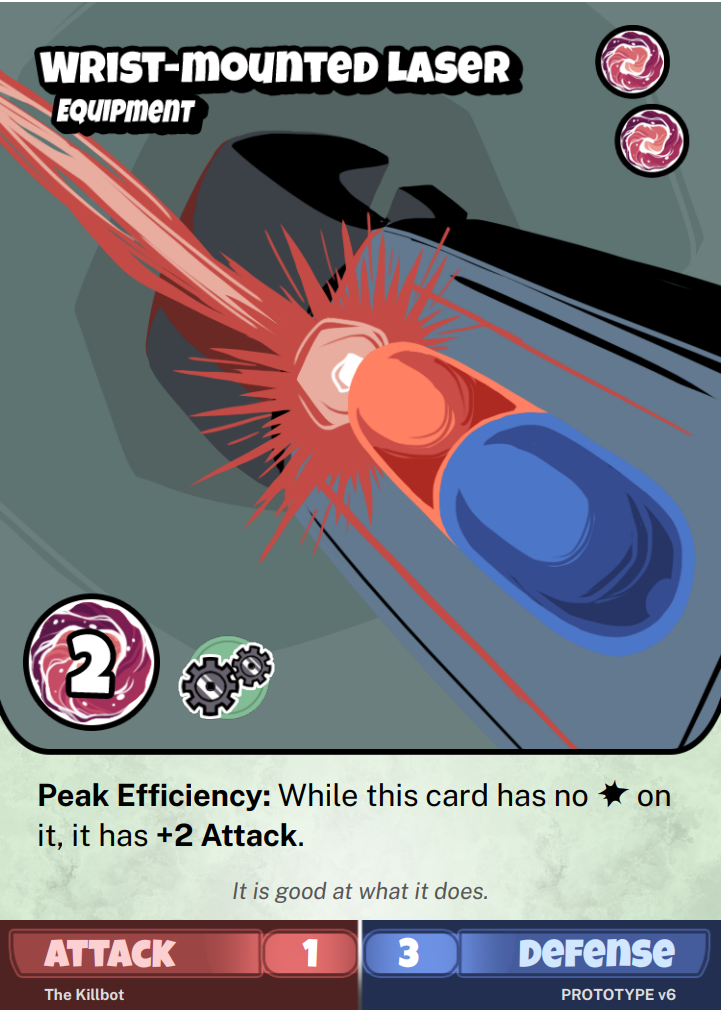 WRIST-MOUNTED LASER
EQUIPMENT
2
Peak Efficiency: While this card has no ✸ on
it, it has +2 Attack.
It is good at what it does.
ATTACK 1 3 DEFENSE
The Killbot PROTOTYPE v6